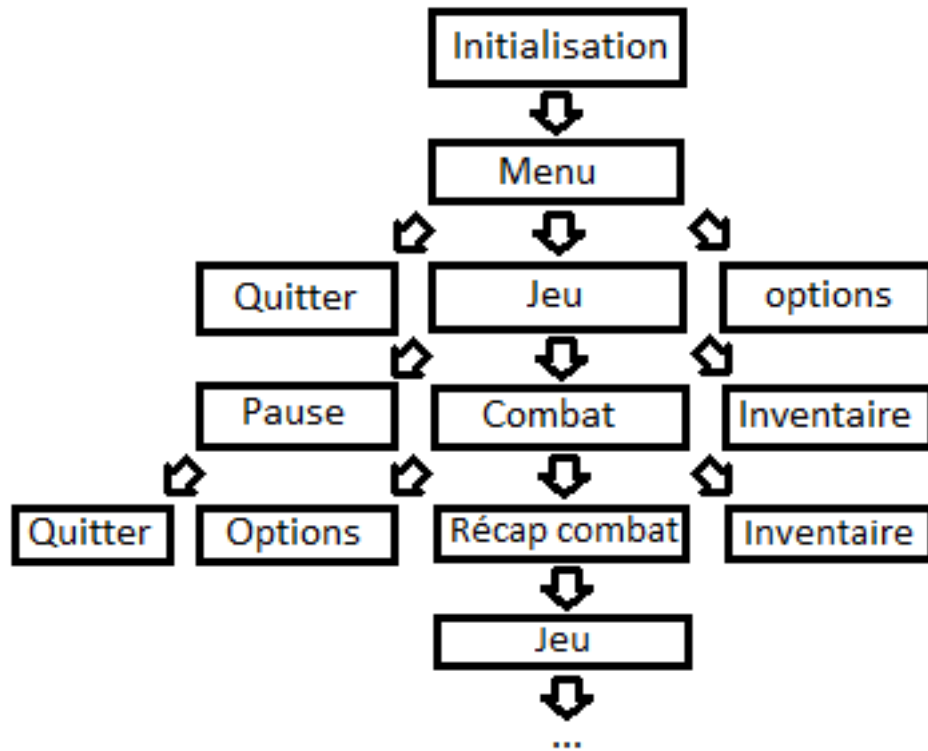 Initialisation
Menu
Quitter
Jeu
options
Pause
Combat
Inventaire
Quitter
Options
Récap combat
Inventaire
Jeu
...